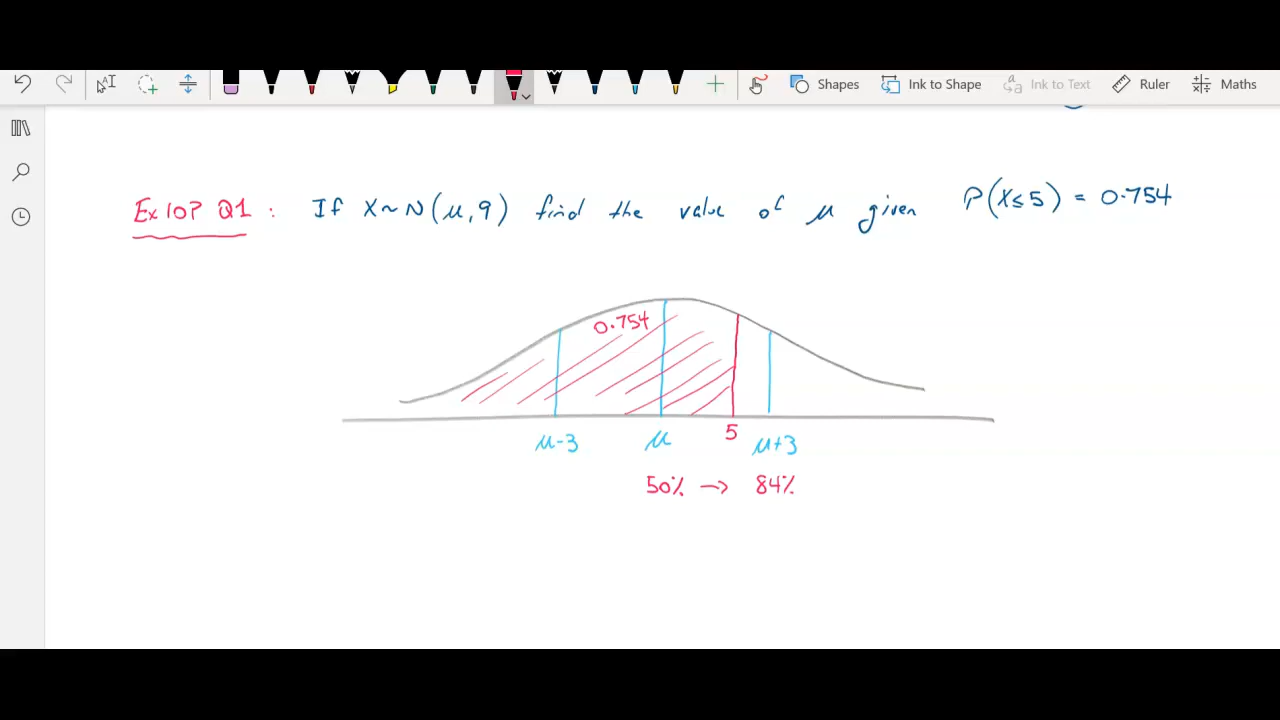 Shapes Ink to Shape Ink to Text Ruler Maths
Ex 10P Q1 : If X ~ N(μ, 9) find the value of μ given P(X ≤ 5) = 0.754
0.754
μ-3 μ 5 μ+3
50% → 84%